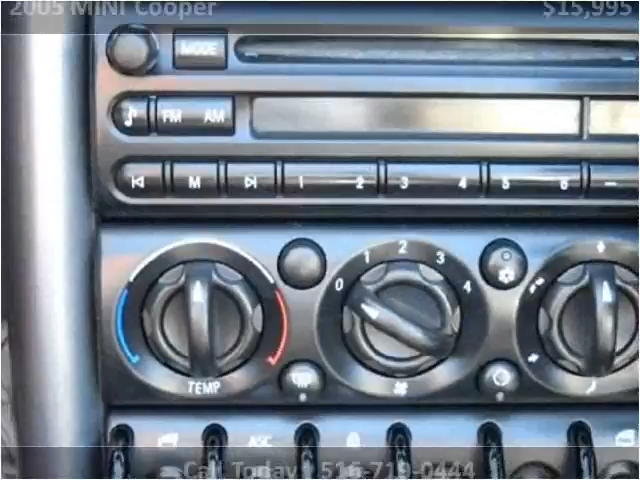 2005 MINI Cooper $15,995
MODE
FM AM
M 1 2 3 4 5 6
0 1 2 3 4
TEMP
ASC
Call Today! 516-719-0444